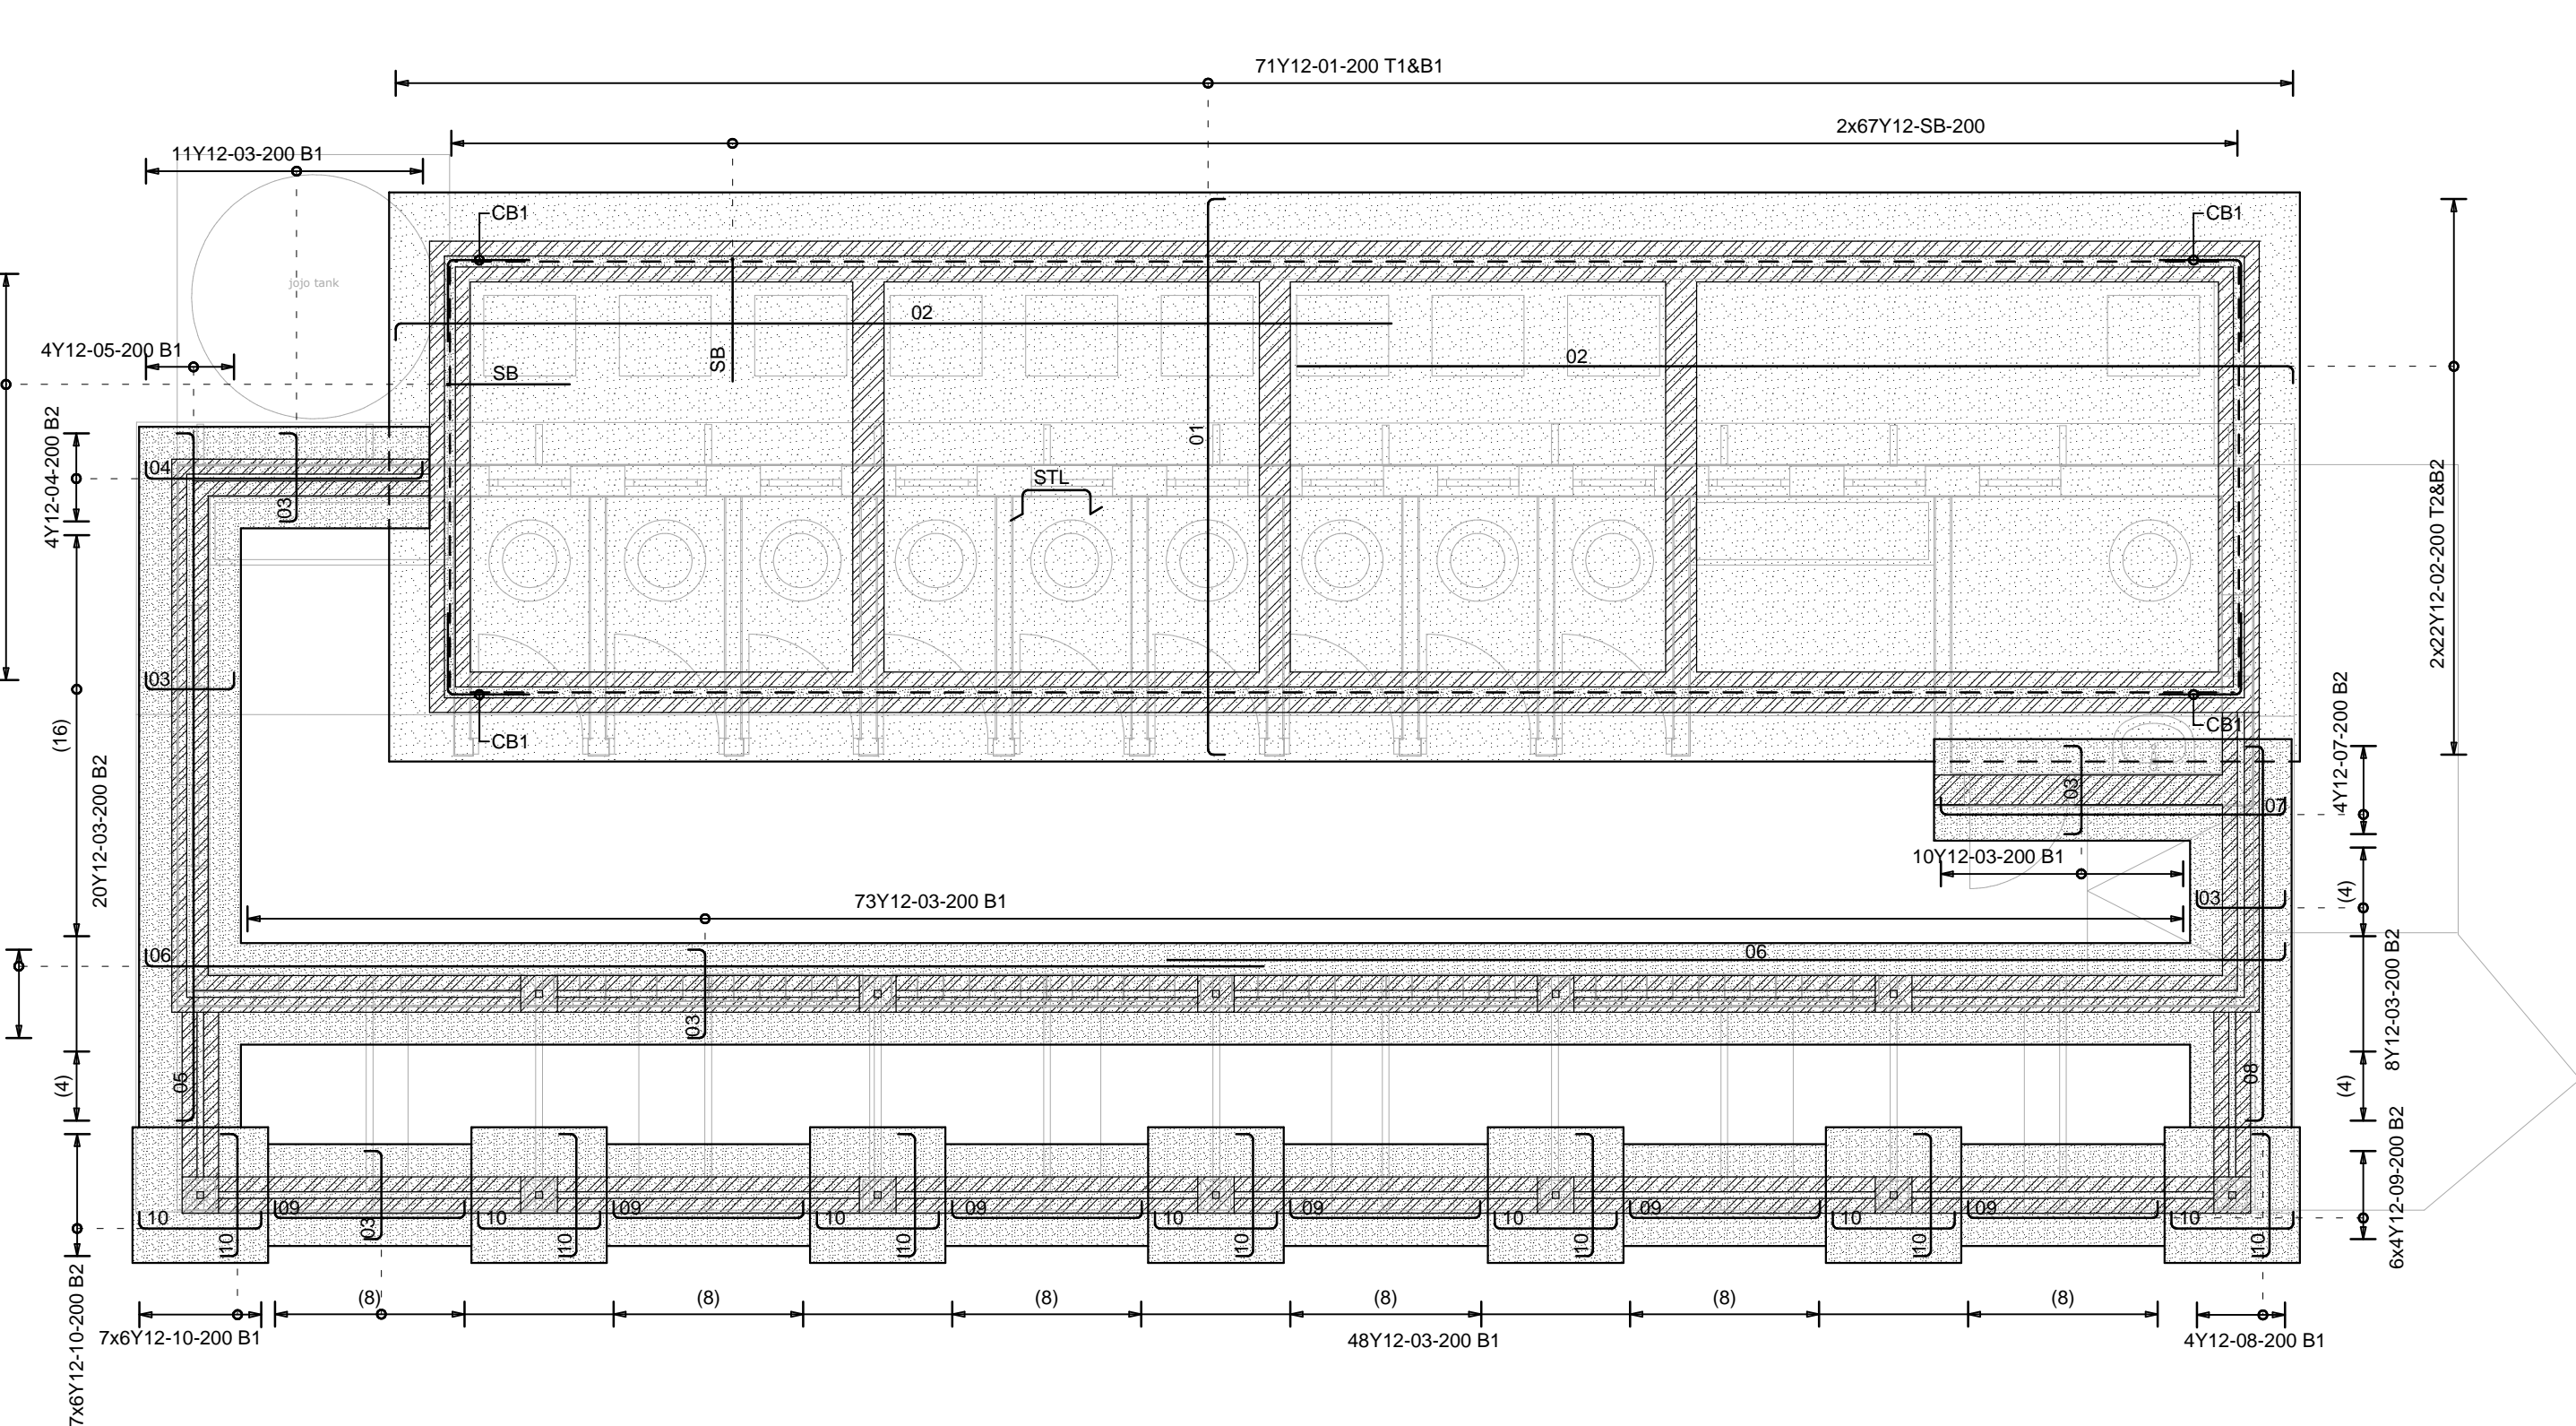 71Y12-01-200 T1&B1
2x67Y12-SB-200
11Y12-03-200 B1
CB1
CB1
jojo tank
02
4Y12-05-200 B1
SB
SB
02
4Y12-04-200 B2
01
2x22Y12-02-200 T2&B2
04
STL
03
03
(16)
CB1
CB1
4Y12-07-200 B2
20Y12-03-200 B2
03
07
10Y12-03-200 B1
(4)
03
73Y12-03-200 B1
06
06
03
8Y12-03-200 B2
(4)
05
08
(4)
6x4Y12-09-200 B2
10
09
10
09
10
09
10
09
10
09
10
09
10
10
03
10
10
10
10
10
10
7x6Y12-10-200 B2
(8)
(8)
(8)
(8)
(8)
(8)
7x6Y12-10-200 B1
48Y12-03-200 B1
4Y12-08-200 B1